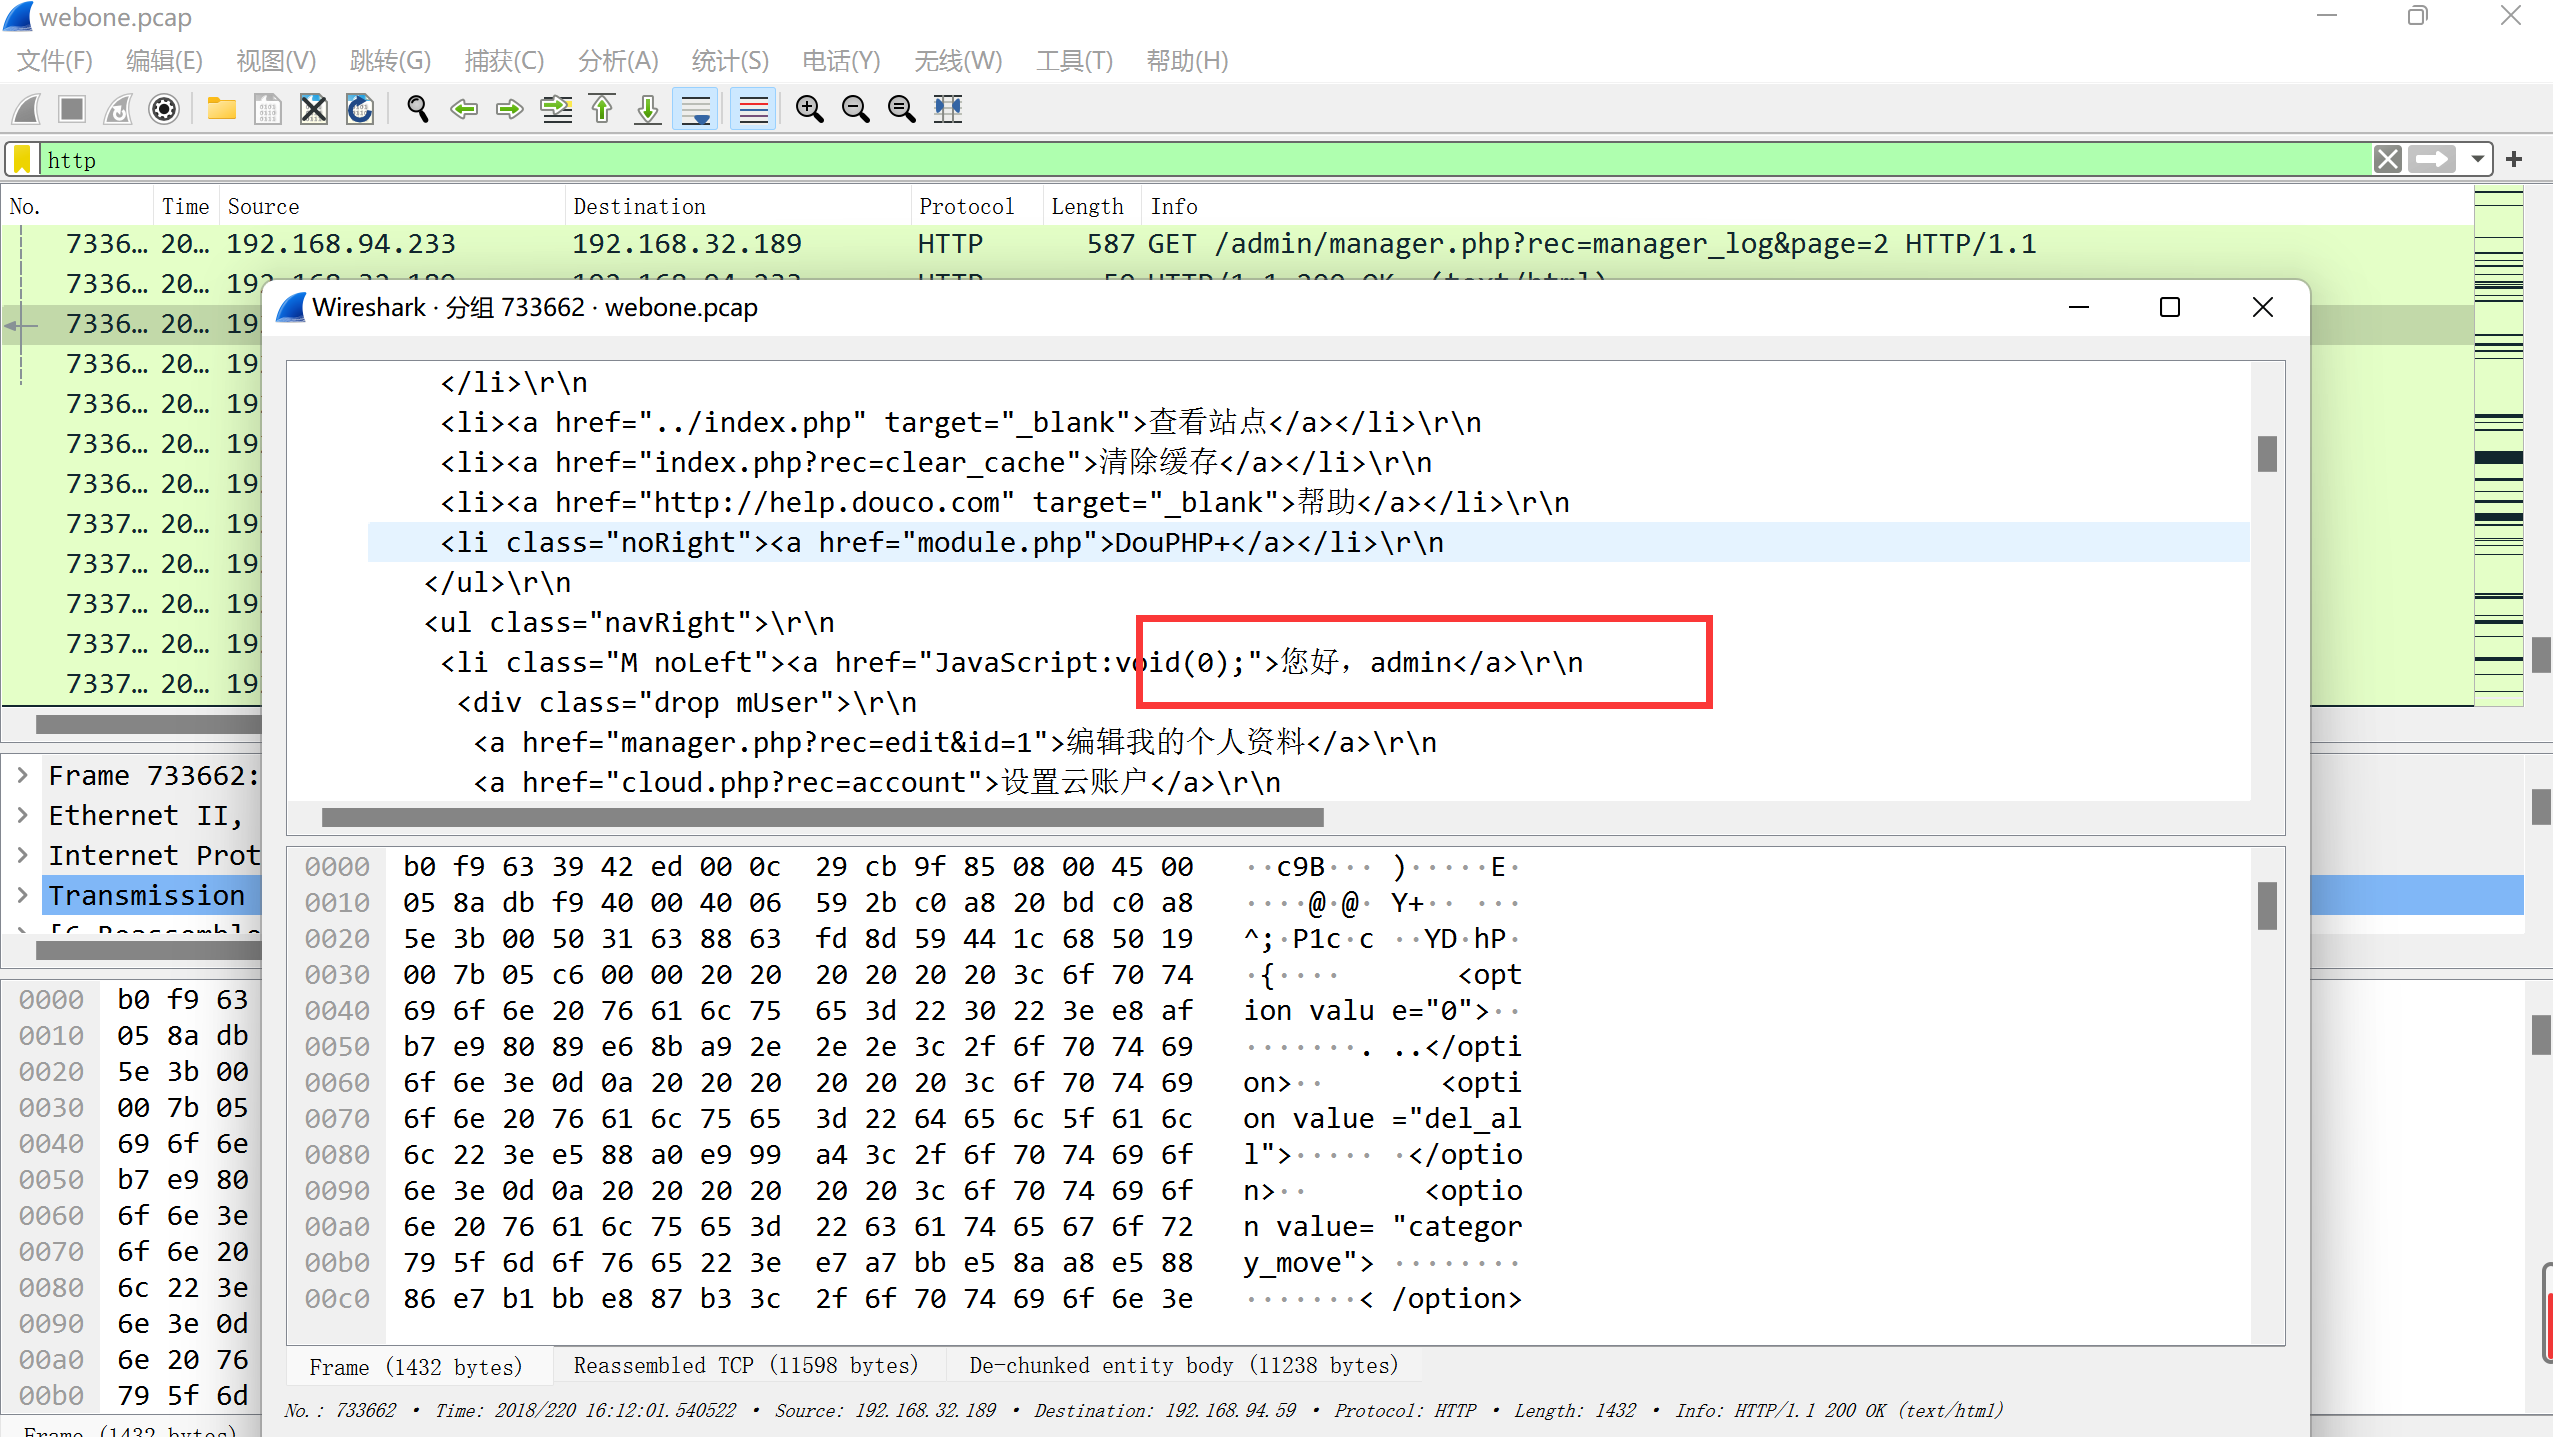 webone.pcap
文件(F) 编辑(E) 视图(V) 跳转(G) 捕获(C) 分析(A) 统计(S) 电话(Y) 无线(W) 工具(T) 帮助(H)
http
No. Time Source Destination Protocol Length Info
7336… 20… 192.168.94.233 192.168.32.189 HTTP 587 GET /admin/manager.php?rec=manager_log&page=2 HTTP/1.1
7336… 20… 192.168.32.189 192.168.94.233 HTTP 59 HTTP/1.1 200 OK (text/html)
7336… 20… 19
7336… 20… 19
7336… 20… 19
7336… 20… 19
7336… 20… 19
7337… 20… 19
7337… 20… 19
7337… 20… 19
7337… 20… 19
7337… 20… 19
Frame 733662:
Ethernet II,
Internet Prot
Transmission
[6 Reassemble
0000 b0 f9 63
0010 05 8a db
0020 5e 3b 00
0030 00 7b 05
0040 69 6f 6e
0050 b7 e9 80
0060 6f 6e 3e
0070 6f 6e 20
0080 6c 22 3e
0090 6e 3e 0d
00a0 6e 20 76
00b0 79 5f 6d
Frame (1432 bytes)
Wireshark · 分组 733662 · webone.pcap
</li>\r\n
<li><a href="../index.php" target="_blank">查看站点</a></li>\r\n
<li><a href="index.php?rec=clear_cache">清除缓存</a></li>\r\n
<li><a href="http://help.douco.com" target="_blank">帮助</a></li>\r\n
<li class="noRight"><a href="module.php">DouPHP+</a></li>\r\n
</ul>\r\n
<ul class="navRight">\r\n
<li class="M noLeft"><a href="JavaScript:void(0);">您好，admin</a>\r\n
<div class="drop mUser">\r\n
<a href="manager.php?rec=edit&id=1">编辑我的个人资料</a>\r\n
<a href="cloud.php?rec=account">设置云账户</a>\r\n
0000 b0 f9 63 39 42 ed 00 0c 29 cb 9f 85 08 00 45 00 ··c9B··· )·····E·
0010 05 8a db f9 40 00 40 06 59 2b c0 a8 20 bd c0 a8 ····@·@· Y+·· ···
0020 5e 3b 00 50 31 63 88 63 fd 8d 59 44 1c 68 50 19 ^;·P1c·c ··YD·hP·
0030 00 7b 05 c6 00 00 20 20 20 20 20 20 3c 6f 70 74 ·{···· <opt
0040 69 6f 6e 20 76 61 6c 75 65 3d 22 30 22 3e e8 af ion valu e="0">··
0050 b7 e9 80 89 e6 8b a9 2e 2e 2e 3c 2f 6f 70 74 69 ·······. ..</opti
0060 6f 6e 3e 0d 0a 20 20 20 20 20 20 3c 6f 70 74 69 on>·· <opti
0070 6f 6e 20 76 61 6c 75 65 3d 22 64 65 6c 5f 61 6c on value ="del_al
0080 6c 22 3e e5 88 a0 e9 99 a4 3c 2f 6f 70 74 69 6f l">····· ·</optio
0090 6e 3e 0d 0a 20 20 20 20 20 20 3c 6f 70 74 69 6f n>·· <optio
00a0 6e 20 76 61 6c 75 65 3d 22 63 61 74 65 67 6f 72 n value= "categor
00b0 79 5f 6d 6f 76 65 22 3e e7 a7 bb e5 8a a8 e5 88 y_move"> ········
00c0 86 e7 b1 bb e8 87 b3 3c 2f 6f 70 74 69 6f 6e 3e ·······< /option>
Frame (1432 bytes) Reassembled TCP (11598 bytes) De-chunked entity body (11238 bytes)
No.: 733662 · Time: 2018/220 16:12:01.540522 · Source: 192.168.32.189 · Destination: 192.168.94.59 · Protocol: HTTP · Length: 1432 · Info: HTTP/1.1 200 OK (text/html)